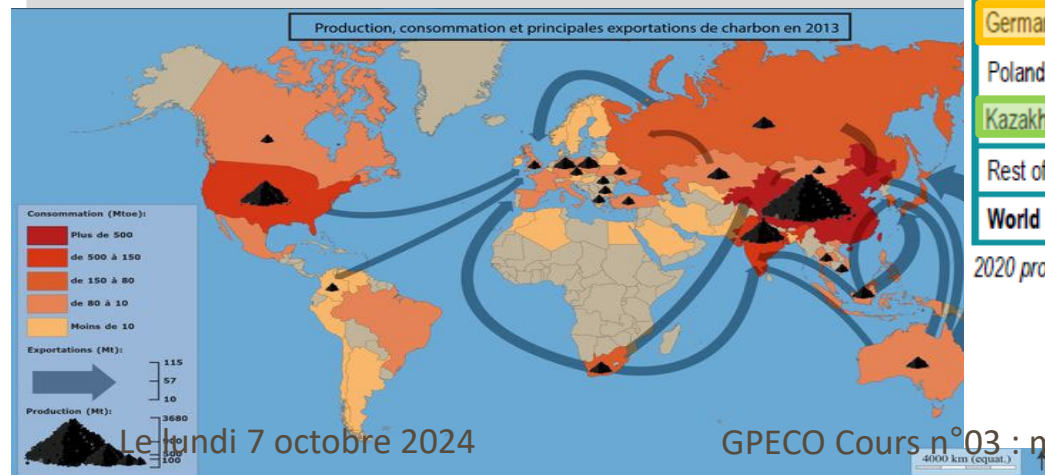 Production, consommation et principales exportations de charbon en 2013
Consommation (Mtoe):
Plus de 500
de 500 à 150
de 150 à 80
de 80 à 10
Moins de 10
Exportations (Mt):
115
57
10
Production (Mt):
3680
100
4000 km (equat.)
Le lundi 7 octobre 2024
GPECO Cours n°03 :
Poland
Rest of
World
2020